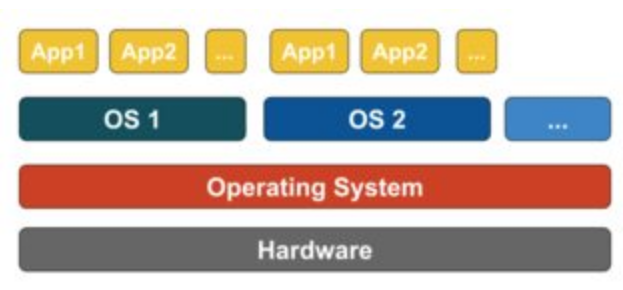 App1 App2 ... App1 App2 ...
OS 1 OS 2 ...
Operating System
Hardware